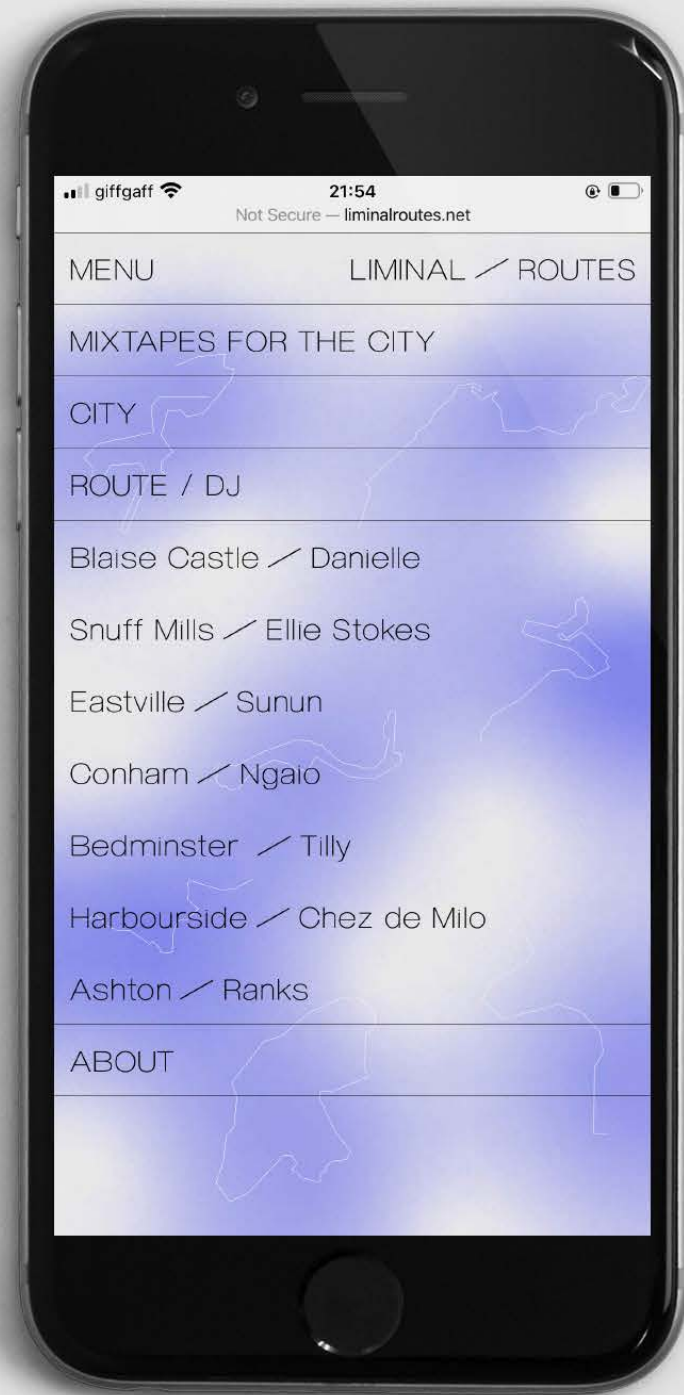 giffgaff 21:54
Not Secure — liminalroutes.net
MENU LIMINAL ⁄ ROUTES
MIXTAPES FOR THE CITY
CITY
ROUTE / DJ
Blaise Castle ⁄ Danielle
Snuff Mills ⁄ Ellie Stokes
Eastville ⁄ Sunun
Conham ⁄ Ngaio
Bedminster ⁄ Tilly
Harbourside ⁄ Chez de Milo
Ashton ⁄ Ranks
ABOUT